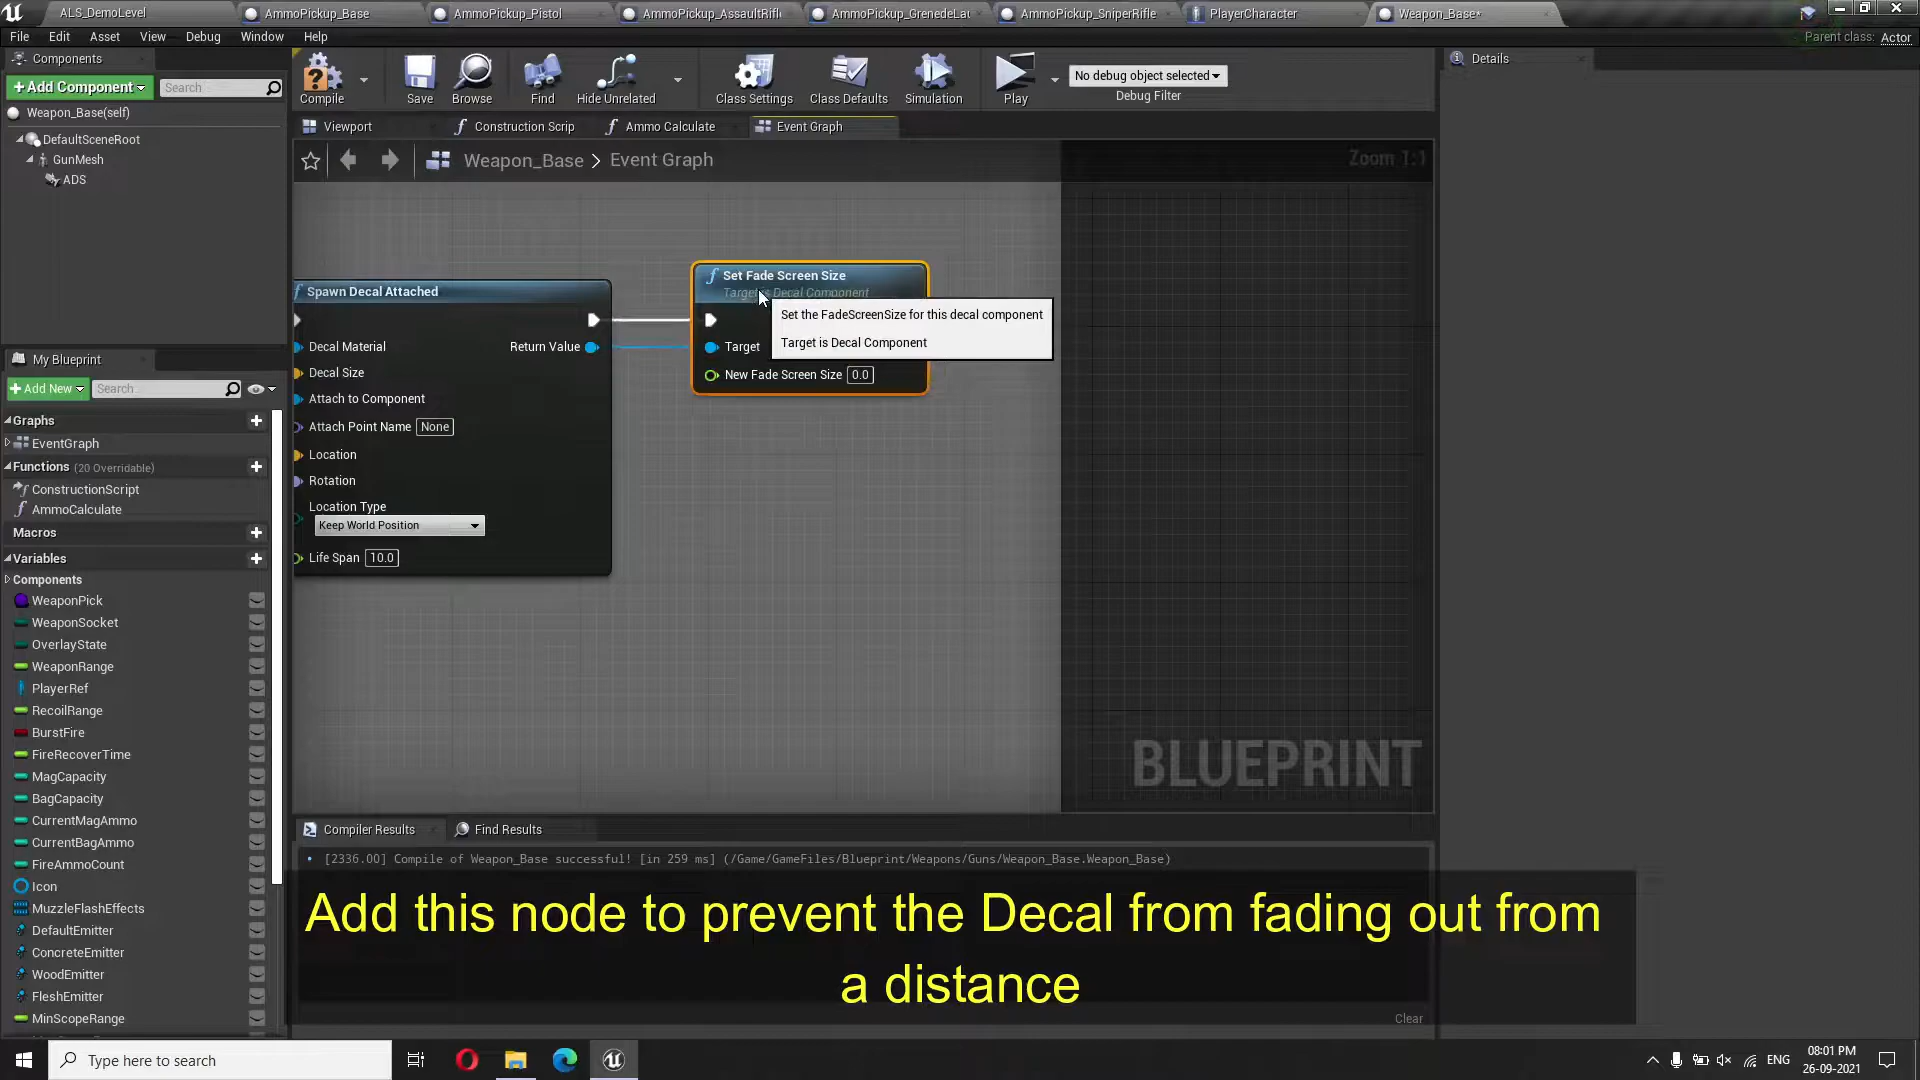 ALS_DemoLevel
AmmoPickup_Base
AmmoPickup_Pistol
AmmoPickup_AssaultRifl
AmmoPickup_GrenedeLau
AmmoPickup_SniperRifle
PlayerCharacter
Weapon_Base*
File Edit Asset View Debug Window Help
Parent class: Actor
Components
+Add Component
Search
Weapon_Base(self)
DefaultSceneRoot
GunMesh
ADS
Compile
Save
Browse
Find
Hide Unrelated
Class Settings
Class Defaults
Simulation
Play
No debug object selected
Debug Filter
Details
Viewport
Construction Scrip
Ammo Calculate
Event Graph
Weapon_Base > Event Graph
Zoom 1:1
Spawn Decal Attached
Decal Material
Return Value
Decal Size
Attach to Component
Attach Point Name None
Location
Rotation
Location Type
Keep World Position
Life Span 10.0
Set Fade Screen Size
Target is Decal Component
Target
New Fade Screen Size 0.0
Set the FadeScreenSize for this decal component
Target is Decal Component
BLUEPRINT
My Blueprint
+Add New
Search
Graphs
EventGraph
Functions (20 Overridable)
ConstructionScript
AmmoCalculate
Macros
Variables
Components
WeaponPick
WeaponSocket
OverlayState
WeaponRange
PlayerRef
RecoilRange
BurstFire
FireRecoverTime
MagCapacity
BagCapacity
CurrentMagAmmo
CurrentBagAmmo
FireAmmoCount
Icon
MuzzleFlashEffects
DefaultEmitter
ConcreteEmitter
WoodEmitter
FleshEmitter
MinScopeRange
Compiler Results
Find Results
[2336.00] Compile of Weapon_Base successful! [in 259 ms] (/Game/GameFiles/Blueprint/Weapons/Guns/Weapon_Base.Weapon_Base)
Add this node to prevent the Decal from fading out from
a distance
Clear
Type here to search
ENG
08:01 PM
26-09-2021